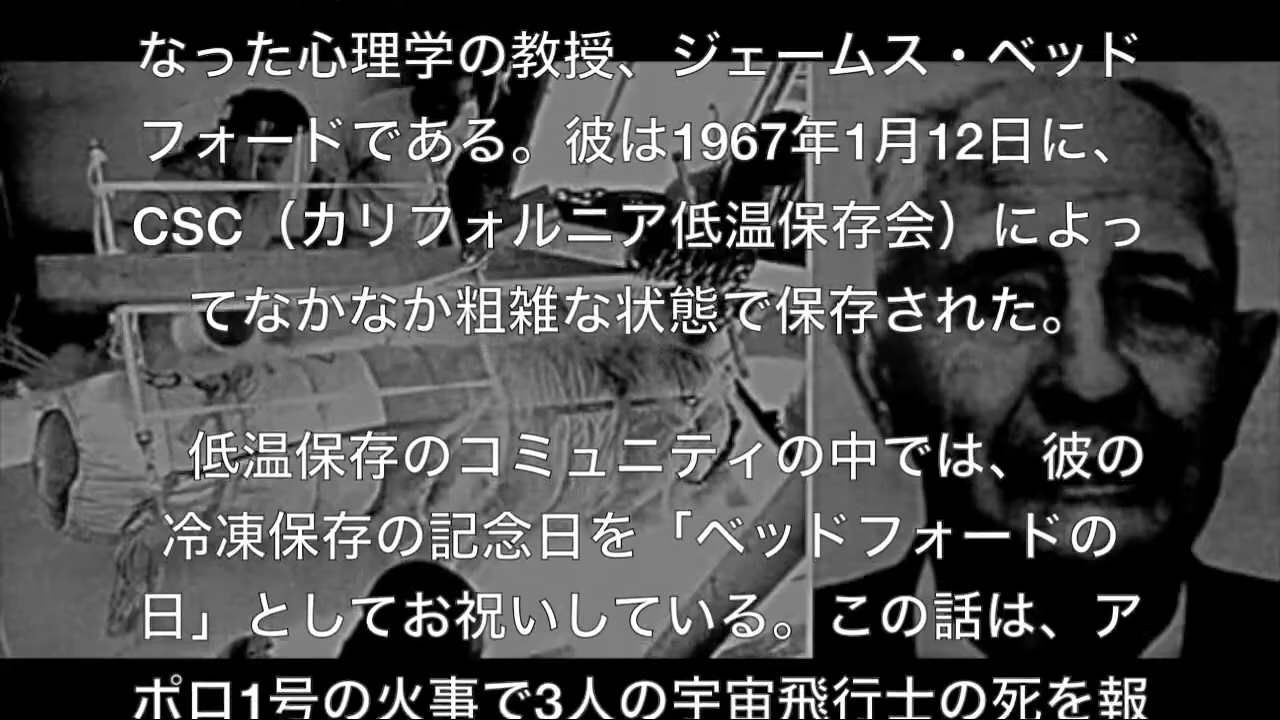 なった心理学の教授、ジェームス・ベッド
フォードである。彼は1967年1月12日に、
CSC（カリフォルニア低温保存会）によっ
てなかなか粗雑な状態で保存された。
低温保存のコミュニティの中では、彼の
冷凍保存の記念日を「ベッドフォードの
日」としてお祝いしている。この話は、ア
ポロ1号の火事で3人の宇宙飛行士の死を報